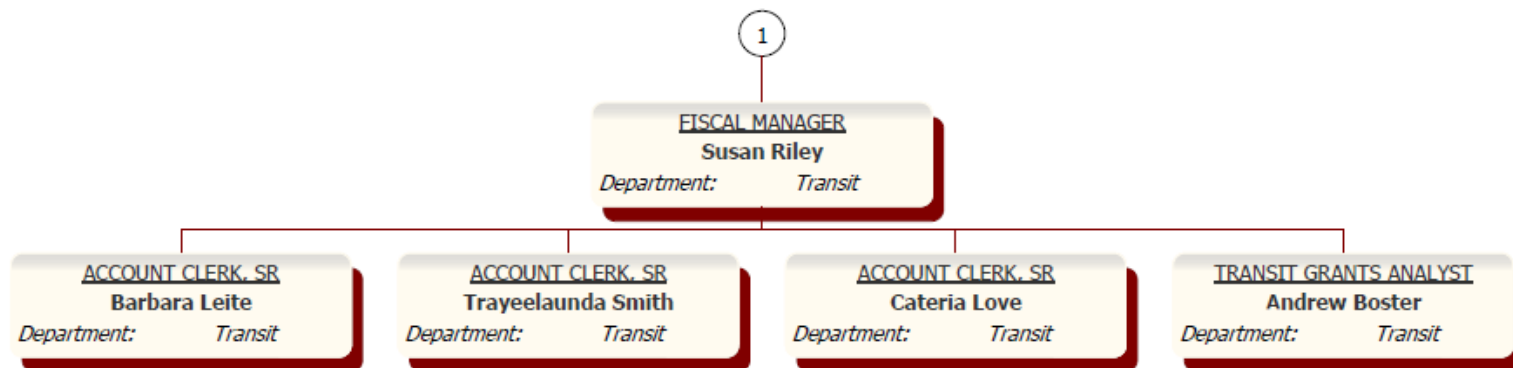 1
FISCAL MANAGER
Susan Riley
Department: Transit
ACCOUNT CLERK, SR
Barbara Leite
Department: Transit
ACCOUNT CLERK, SR
Trayeelaunda Smith
Department: Transit
ACCOUNT CLERK, SR
Cateria Love
Department: Transit
TRANSIT GRANTS ANALYST
Andrew Boster
Department: Transit